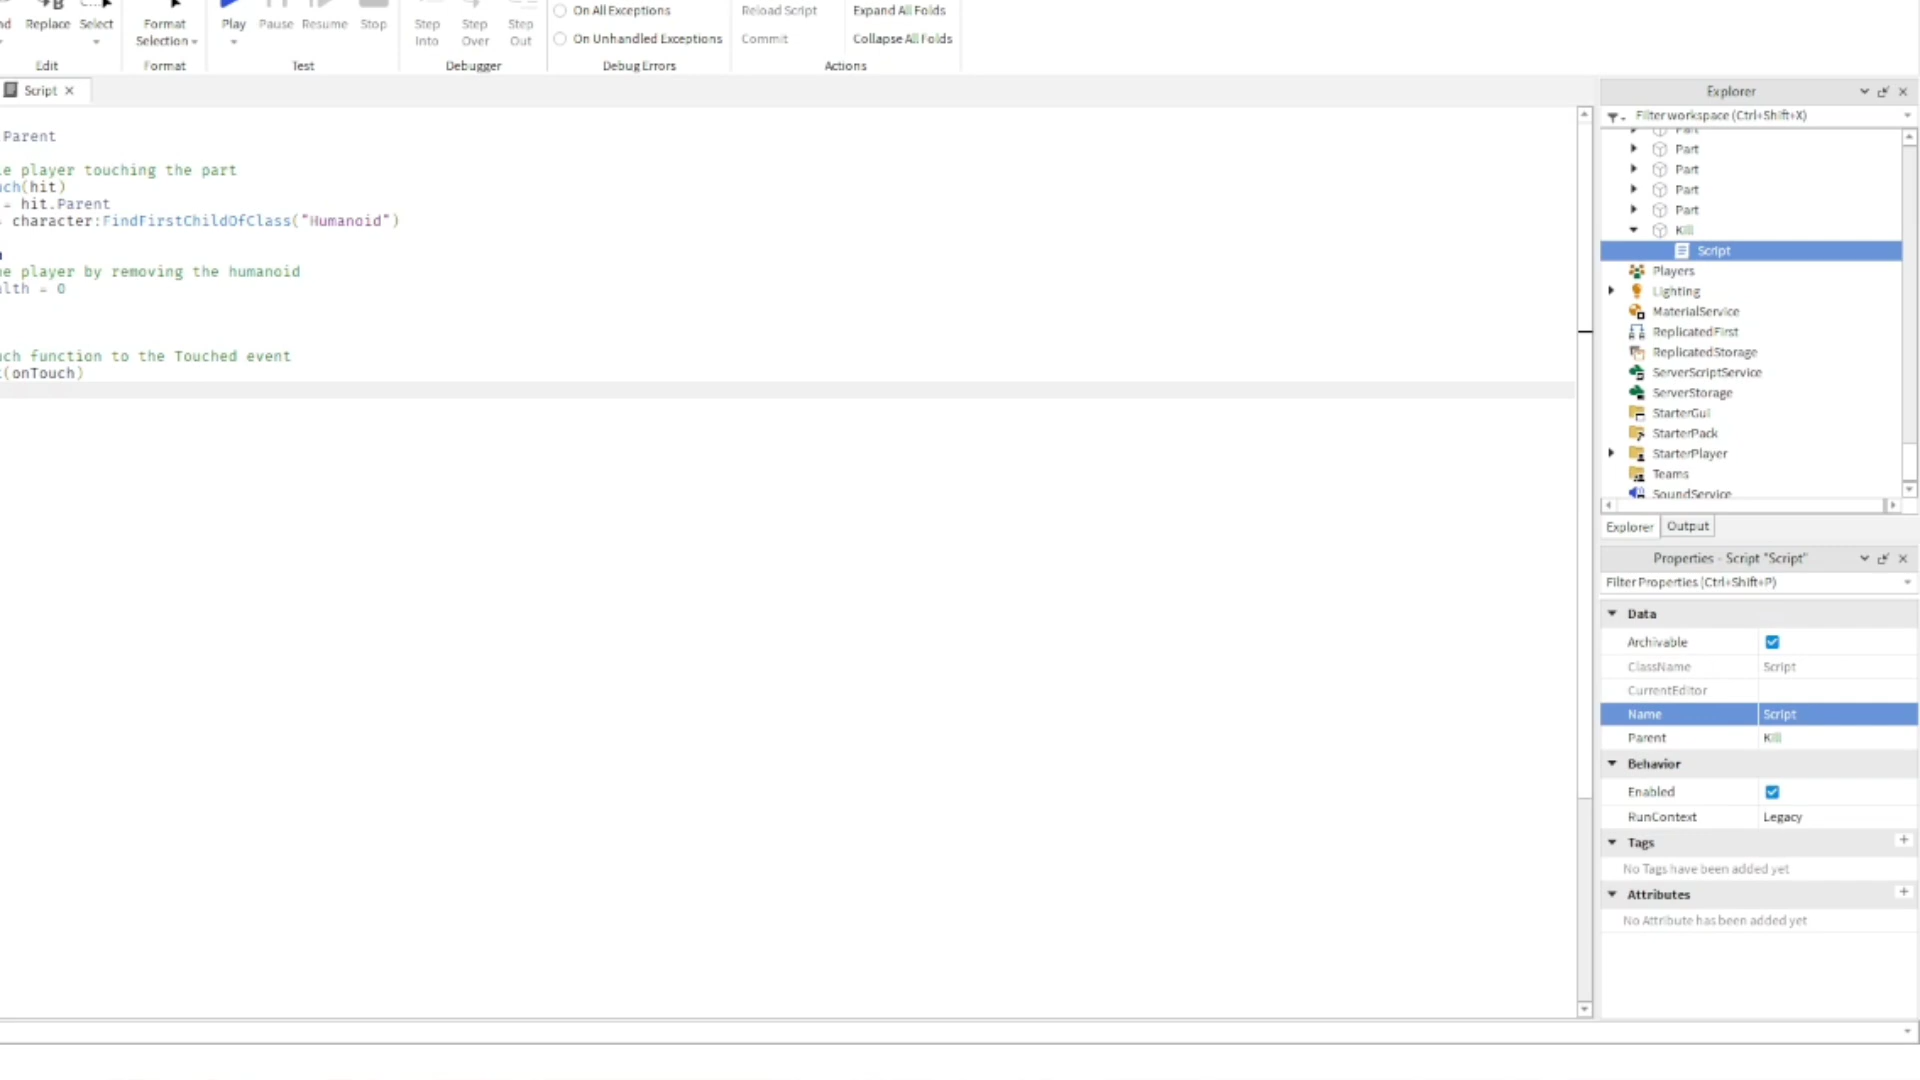 Replace Select
Format
Selection
Play Pause Resume Stop
Step
Into
Step
Over
Step
Out
On All Exceptions
On Unhandled Exceptions
Reload Script
Commit
Expand All Folds
Collapse All Folds
Edit
Format
Test
Debugger
Debug Errors
Actions
Script
.Parent
e player touching the part
ch(hit)
= hit.Parent
character:FindFirstChildOfClass("Humanoid")
e player by removing the humanoid
lth = 0
ch function to the Touched event
(onTouch)
Explorer
Filter workspace (Ctrl+Shift+X)
Part
Part
Part
Part
Part
Kill
Script
Players
Lighting
MaterialService
ReplicatedFirst
ReplicatedStorage
ServerScriptService
ServerStorage
StarterGui
StarterPack
StarterPlayer
Teams
SoundService
Explorer Output
Properties - Script "Script"
Filter Properties (Ctrl+Shift+P)
Data
Archivable
ClassName Script
CurrentEditor
Name Script
Parent Kill
Behavior
Enabled
RunContext Legacy
Tags
No Tags have been added yet
Attributes
No Attribute has been added yet